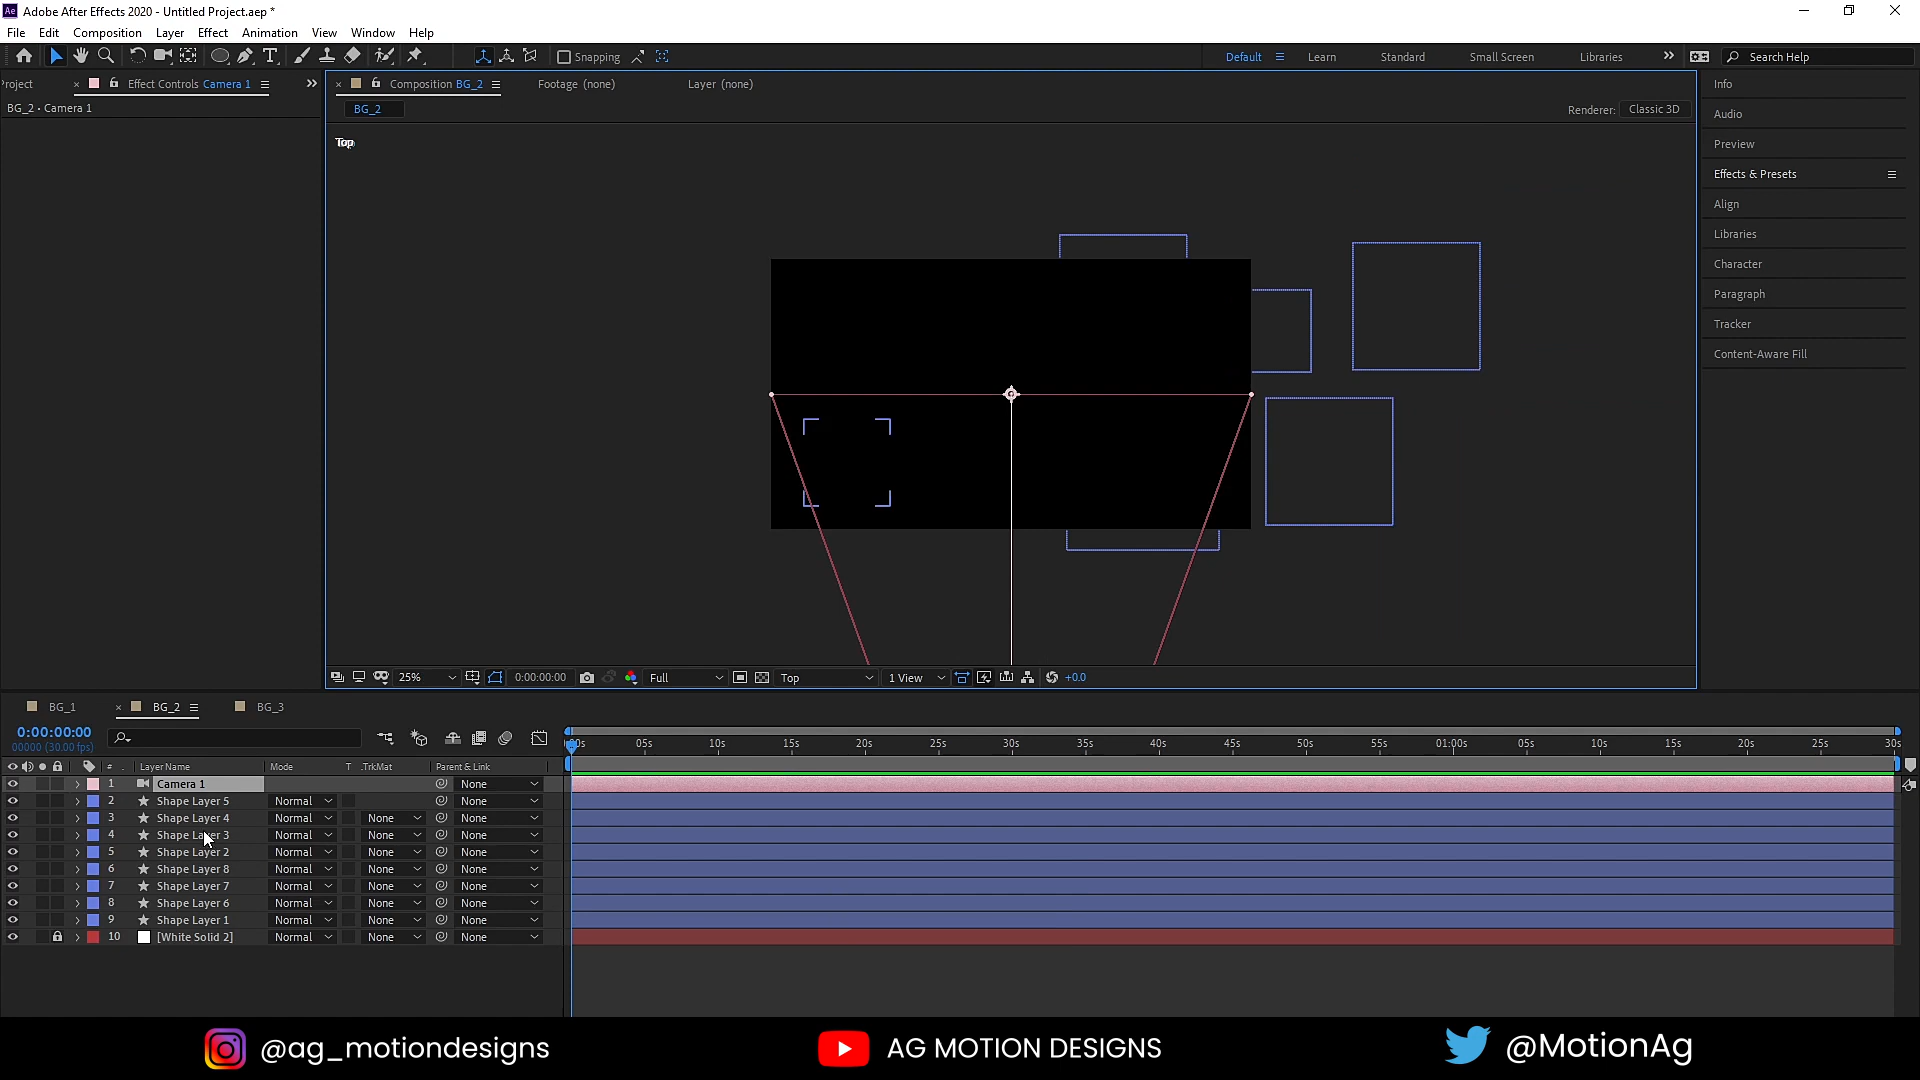 Ae Adobe After Effects 2020 - Untitled Project.aep *
File Edit Composition Layer Effect Animation View Window Help
Snapping Default Learn Standard Small Screen Libraries Search Help
roject Effect Controls Camera 1 Composition BG_2 Footage (none) Layer (none) Info
BG_2 • Camera 1 BG_2 Renderer: Classic 3D
Audio
Top
Preview
Effects & Presets
Align
Libraries
Character
Paragraph
Tracker
Content-Aware Fill
25% 0:00:00:00 Full Top 1 View +0.0
BG_1 BG_2 BG_3
0:00:00:00
00000 (30.00 fps)
00s 05s 10s 15s 20s 25s 30s 35s 40s 45s 50s 55s 01:00s 05s 10s 15s 20s 25s 30s
# Layer Name Mode T .TrkMat Parent & Link
1 Camera 1 None
2 Shape Layer 5 Normal None
3 Shape Layer 4 Normal None None
4 Shape Layer 3 Normal None None
5 Shape Layer 2 Normal None None
6 Shape Layer 8 Normal None None
7 Shape Layer 7 Normal None None
8 Shape Layer 6 Normal None None
9 Shape Layer 1 Normal None None
10 [White Solid 2] Normal None None
@ag_motiondesigns AG MOTION DESIGNS @MotionAg